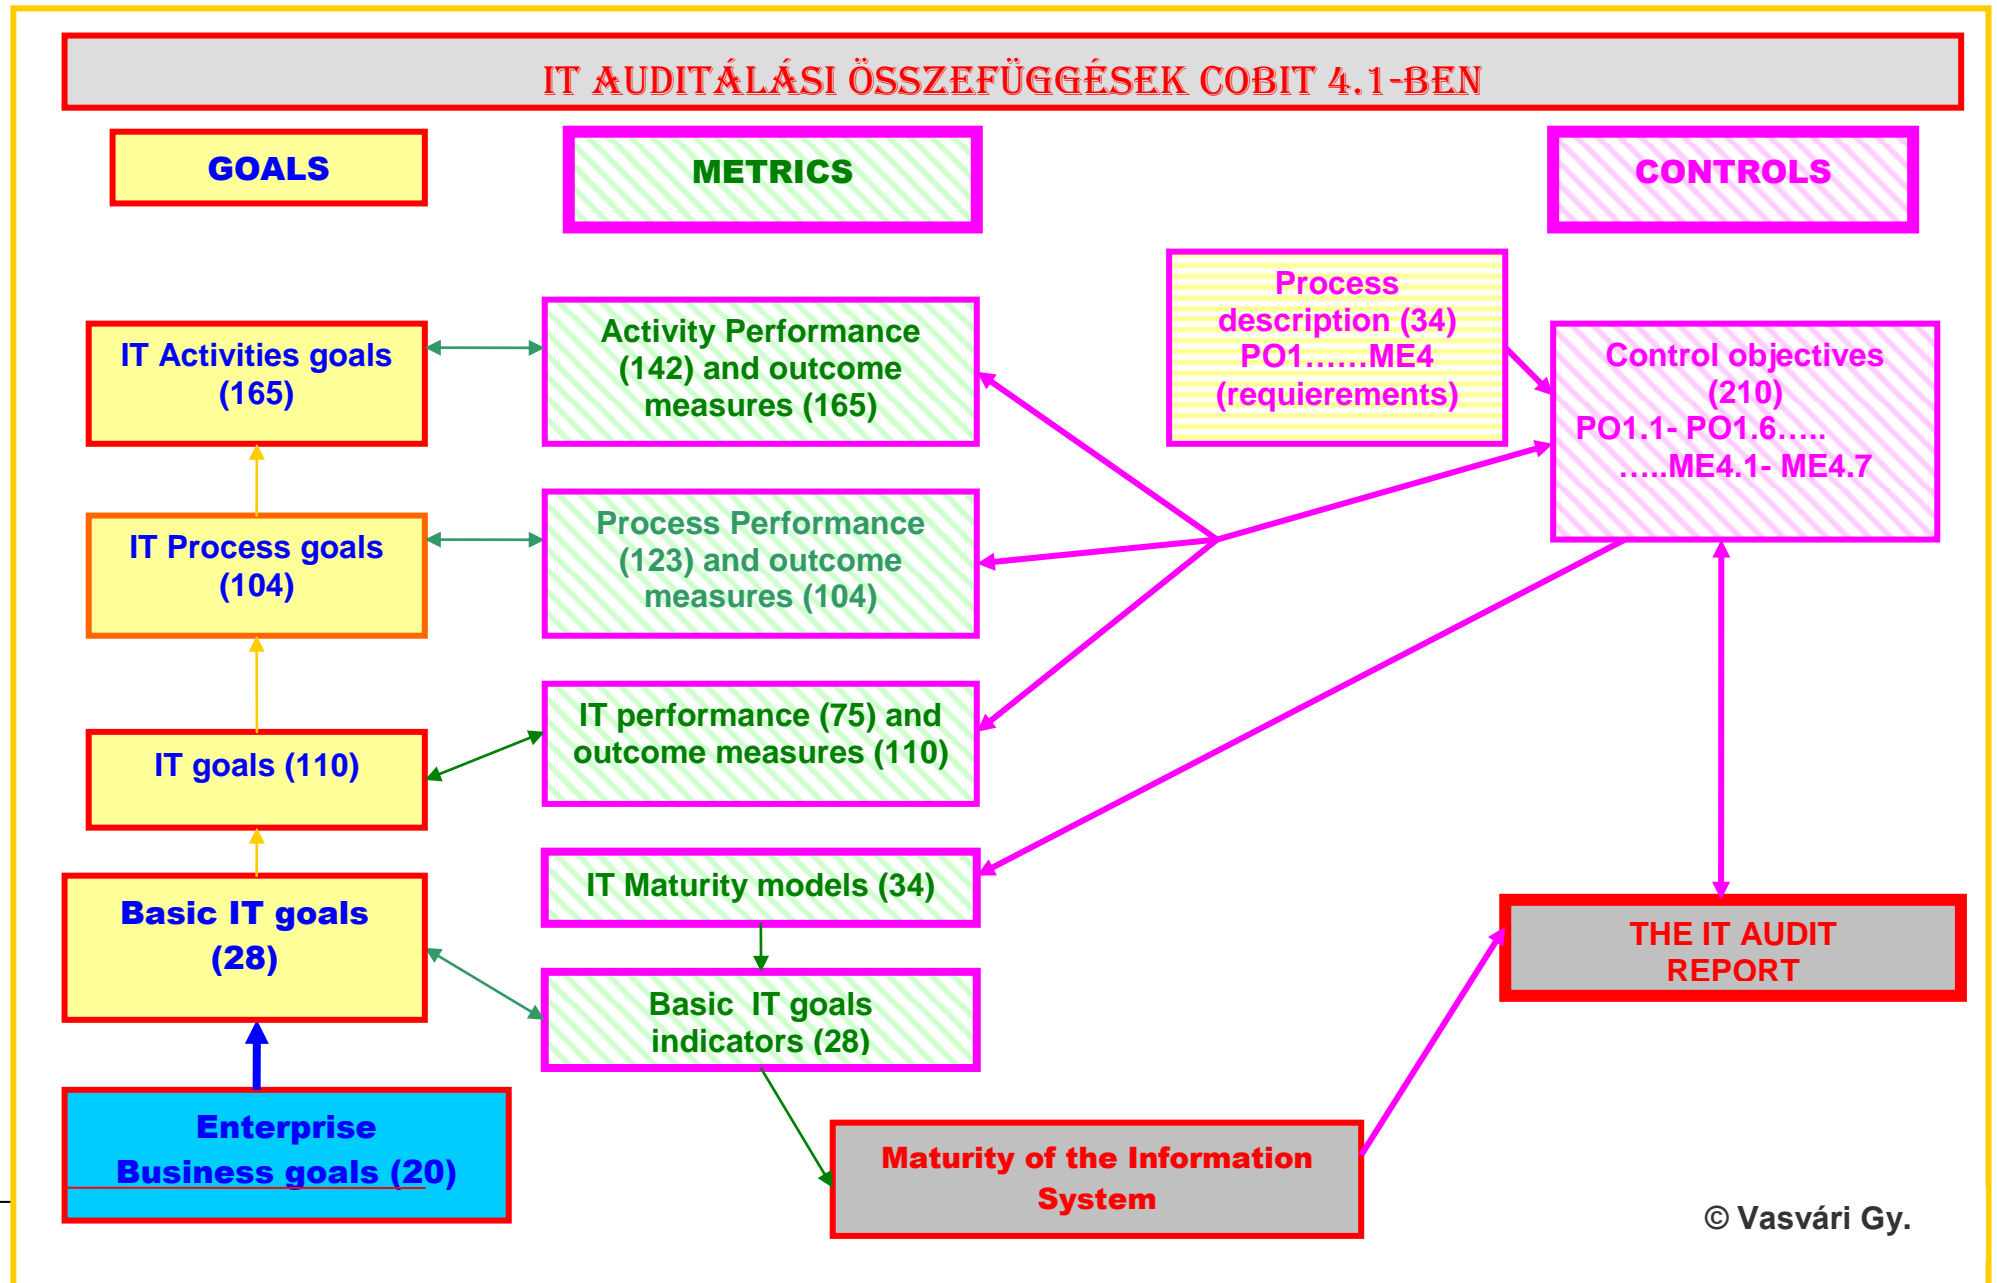 IT AUDITÁLÁSI ÖSSZEFÜGGÉSEK COBIT 4.1-BEN
GOALS
METRICS
CONTROLS
Process
description (34)
PO1……ME4
(requierements)
IT Activities goals
(165)
Activity Performance
(142) and outcome
measures (165)
Control objectives
(210)
PO1.1- PO1.6…..
…..ME4.1- ME4.7
IT Process goals
(104)
Process Performance
(123) and outcome
measures (104)
IT goals (110)
IT performance (75) and
outcome measures (110)
IT Maturity models (34)
Basic IT goals
(28)
THE IT AUDIT
REPORT
Basic  IT goals
indicators (28)
Enterprise
Business goals (20)
Maturity of the Information
System
© Vasvári Gy.